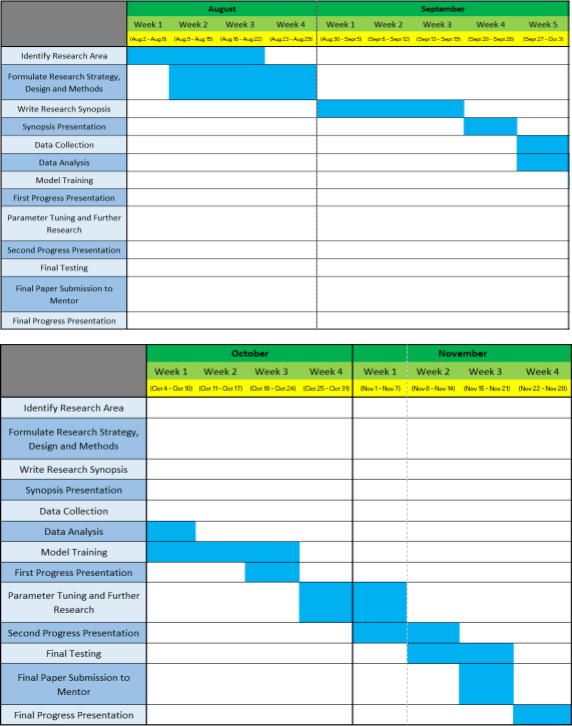 August September
Week 1 Week 2 Week 3 Week 4 Week 1 Week 2 Week 3 Week 4 Week 5
(Aug 2 – Aug 8) (Aug 9 – Aug 15) (Aug 16 – Aug 22) (Aug 23 – Aug 29) (Aug 30 – Sept 5) (Sept 6 – Sept 12) (Sept 13 – Sept 19) (Sept 20 – Sept 26) (Sept 27 – Oct 3)
Identify Research Area
Formulate Research Strategy,
Design and Methods
Write Research Synopsis
Synopsis Presentation
Data Collection
Data Analysis
Model Training
First Progress Presentation
Parameter Tuning and Further
Research
Second Progress Presentation
Final Testing
Final Paper Submission to
Mentor
Final Progress Presentation
October November
Week 1 Week 2 Week 3 Week 4 Week 1 Week 2 Week 3 Week 4
(Oct 4 – Oct 10) (Oct 11 – Oct 17) (Oct 18 – Oct 24) (Oct 25 – Oct 31) (Nov 1 – Nov 7) (Nov 8 – Nov 14) (Nov 15 – Nov 21) (Nov 22 – Nov 28)
Identify Research Area
Formulate Research Strategy,
Design and Methods
Write Research Synopsis
Synopsis Presentation
Data Collection
Data Analysis
Model Training
First Progress Presentation
Parameter Tuning and Further
Research
Second Progress Presentation
Final Testing
Final Paper Submission to
Mentor
Final Progress Presentation